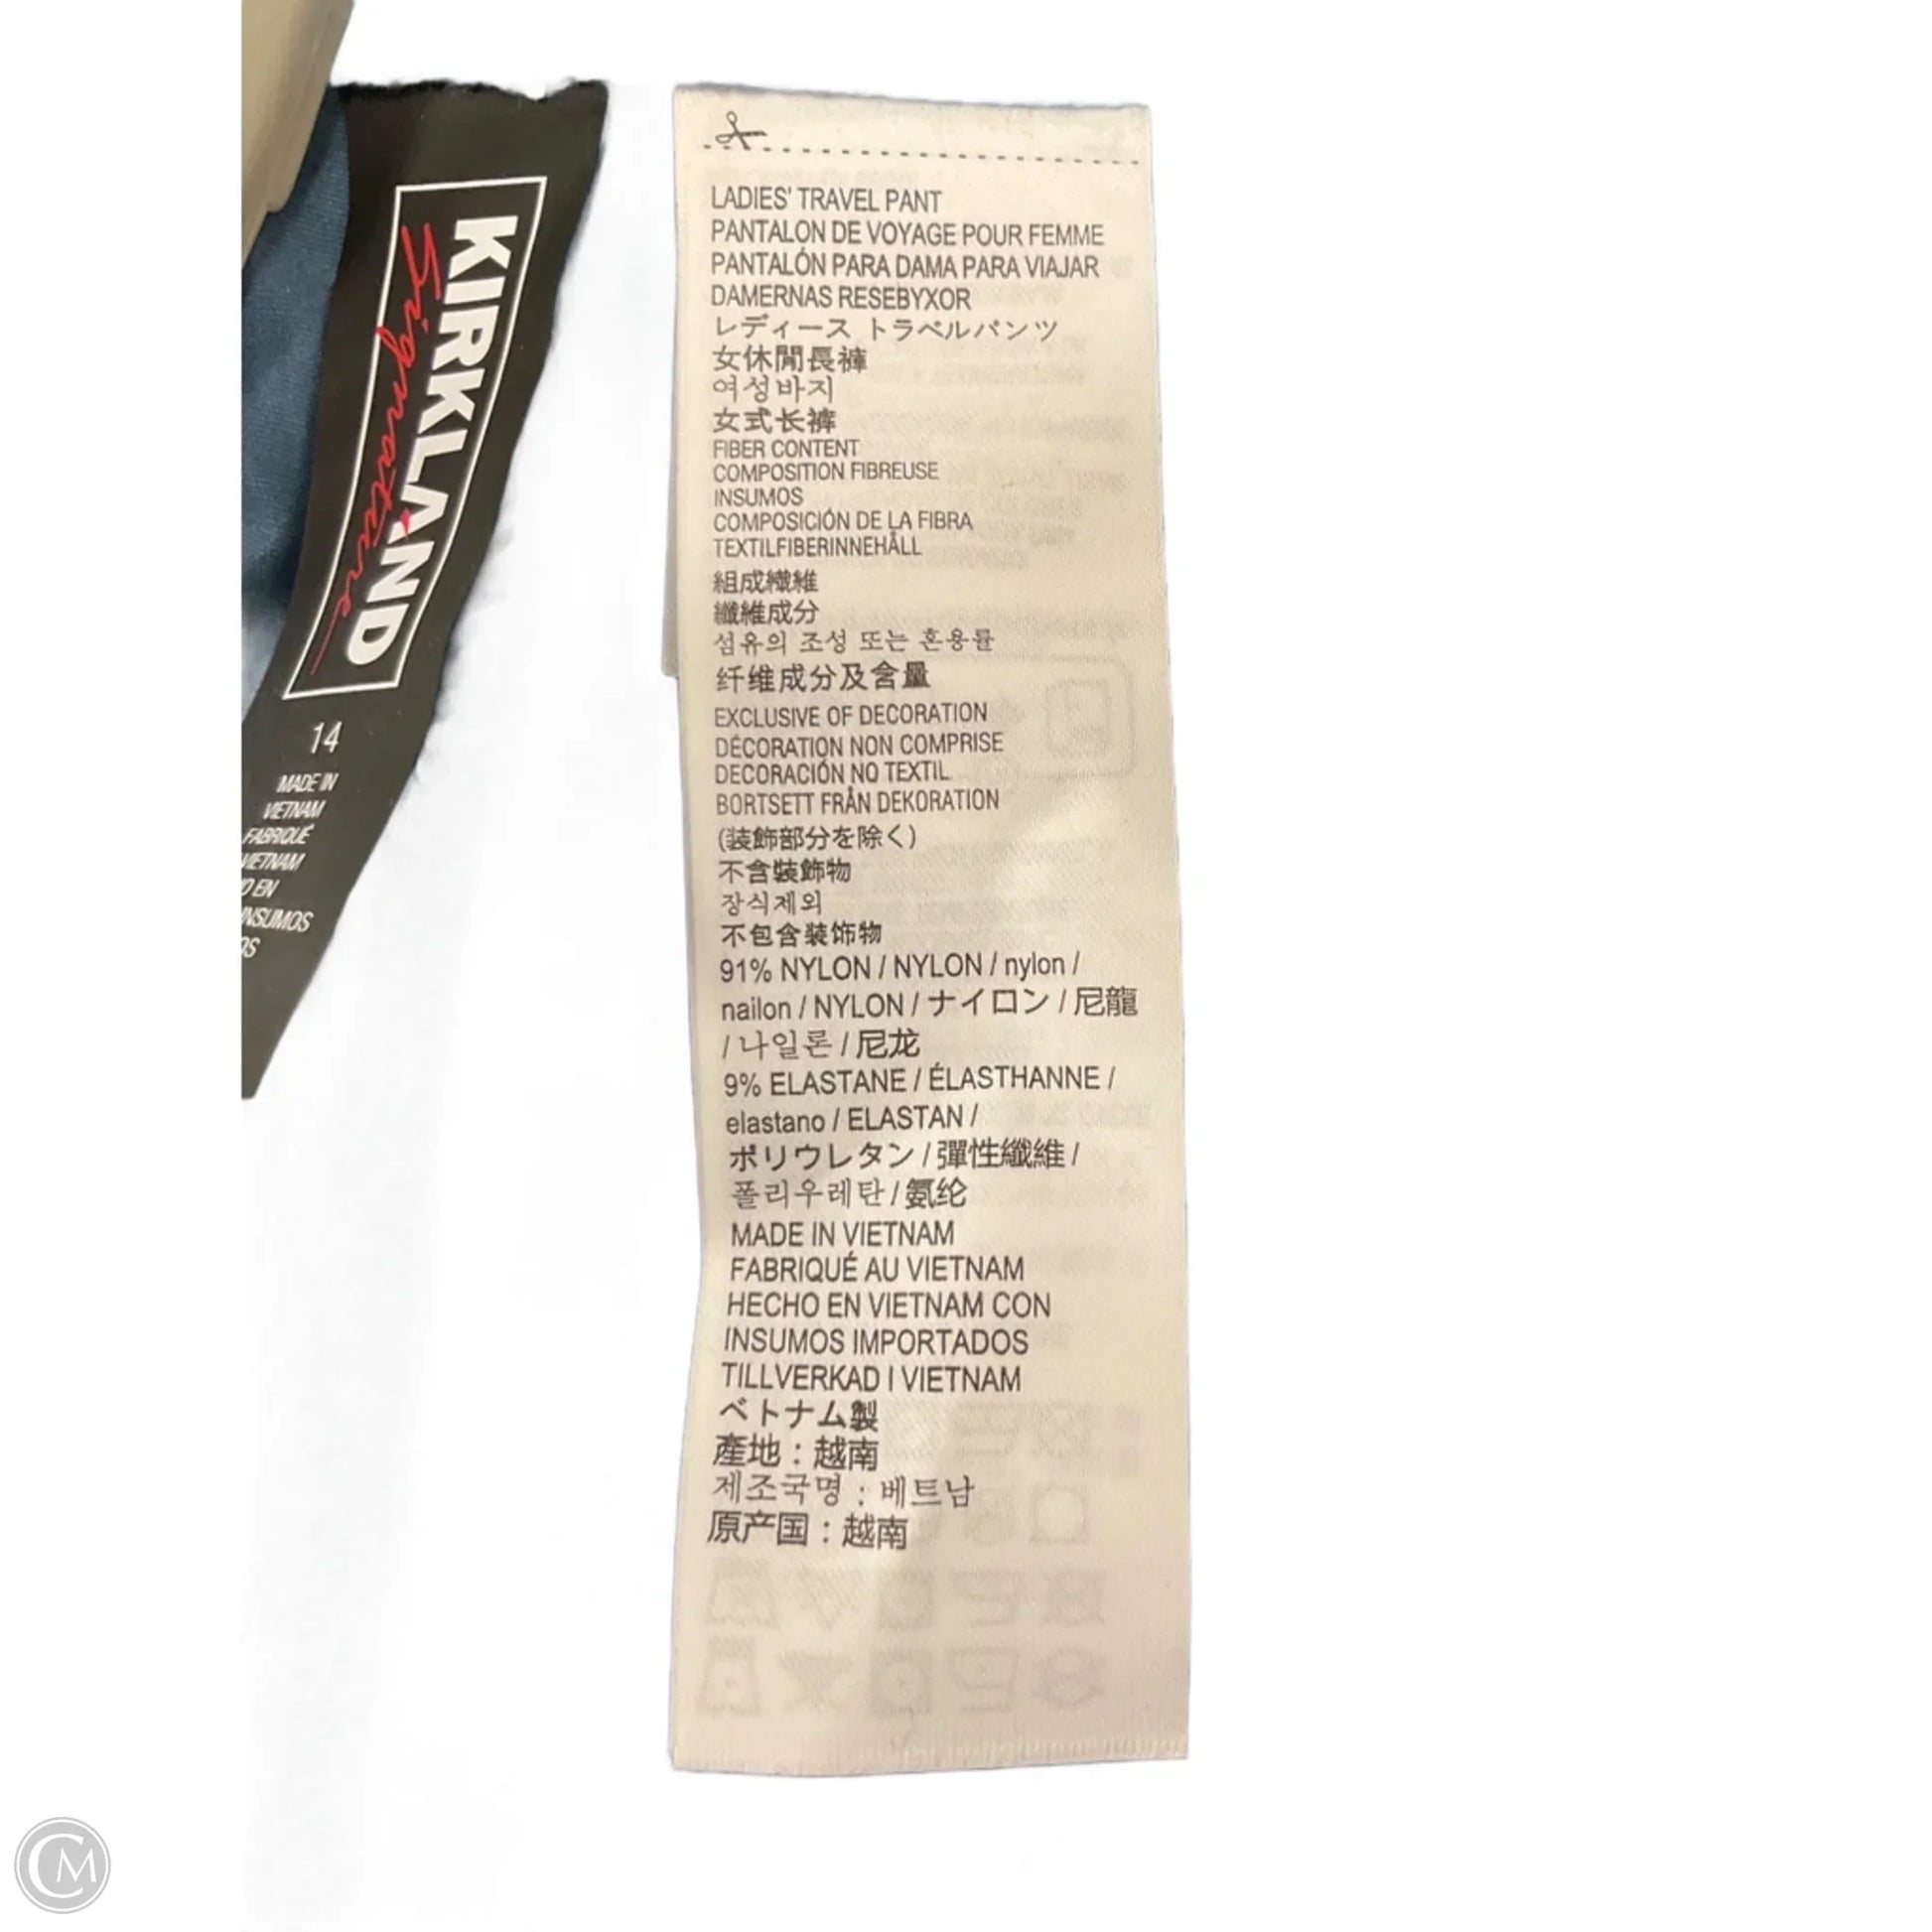 KIRKLAND
Signature
14
MADE IN
VIETNAM
FABRIQUÉ
VIETNAM
EN
INSUMOS
LADIES' TRAVEL PANT
PANTALON DE VOYAGE POUR FEMME
PANTALÓN PARA DAMA PARA VIAJAR
DAMERNAS RESEBYXOR
レディース トラベルパンツ
女休閒長褲
여성바지
女式长裤
FIBER CONTENT
COMPOSITION FIBREUSE
INSUMOS
COMPOSICIÓN DE LA FIBRA
TEXTILFIBERINNEHÅLL
組成繊維
纖維成分
섬유의 조성 또는 혼용률
纤维成分及含量
EXCLUSIVE OF DECORATION
DÉCORATION NON COMPRISE
DECORACIÓN NO TEXTIL
BORTSETT FRÅN DEKORATION
(装飾部分を除く)
不含裝飾物
장식제외
不包含装饰物
91% NYLON / NYLON / nylon /
nailon / NYLON / ナイロン / 尼龍
/ 나일론 / 尼龙
9% ELASTANE / ÉLASTHANNE /
elastano / ELASTAN /
ポリウレタン / 彈性纖維 /
폴리우레탄 / 氨纶
MADE IN VIETNAM
FABRIQUÉ AU VIETNAM
HECHO EN VIETNAM CON
INSUMOS IMPORTADOS
TILLVERKAD I VIETNAM
ベトナム製
產地：越南
제조국명 : 베트남
原产国：越南
CM